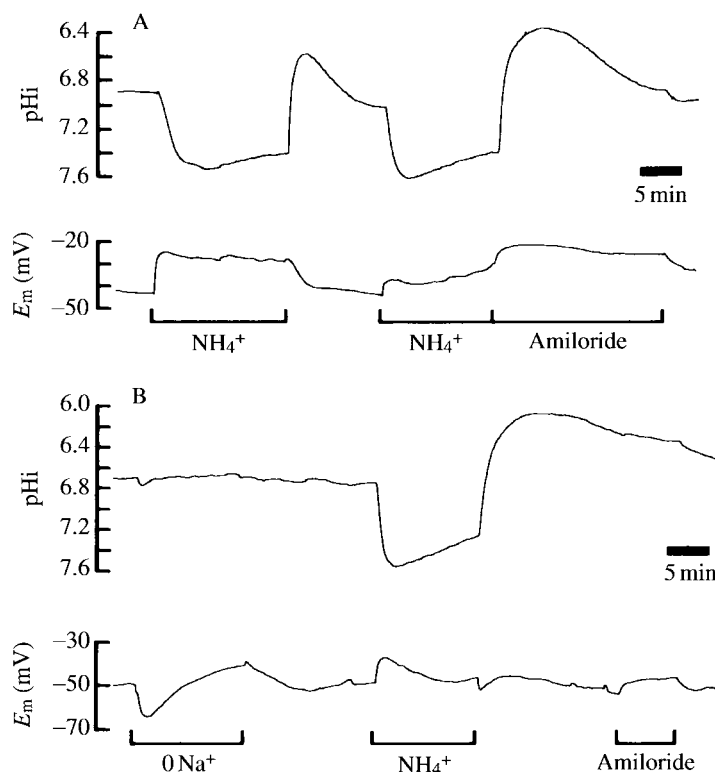 A
pHi
6.4
6.8
7.2
7.6
5 min
Em (mV)
−20
−50
NH4+
NH4+
Amiloride
B
pHi
6.0
6.4
6.8
7.2
7.6
5 min
Em (mV)
−30
−50
−70
0 Na+
NH4+
Amiloride